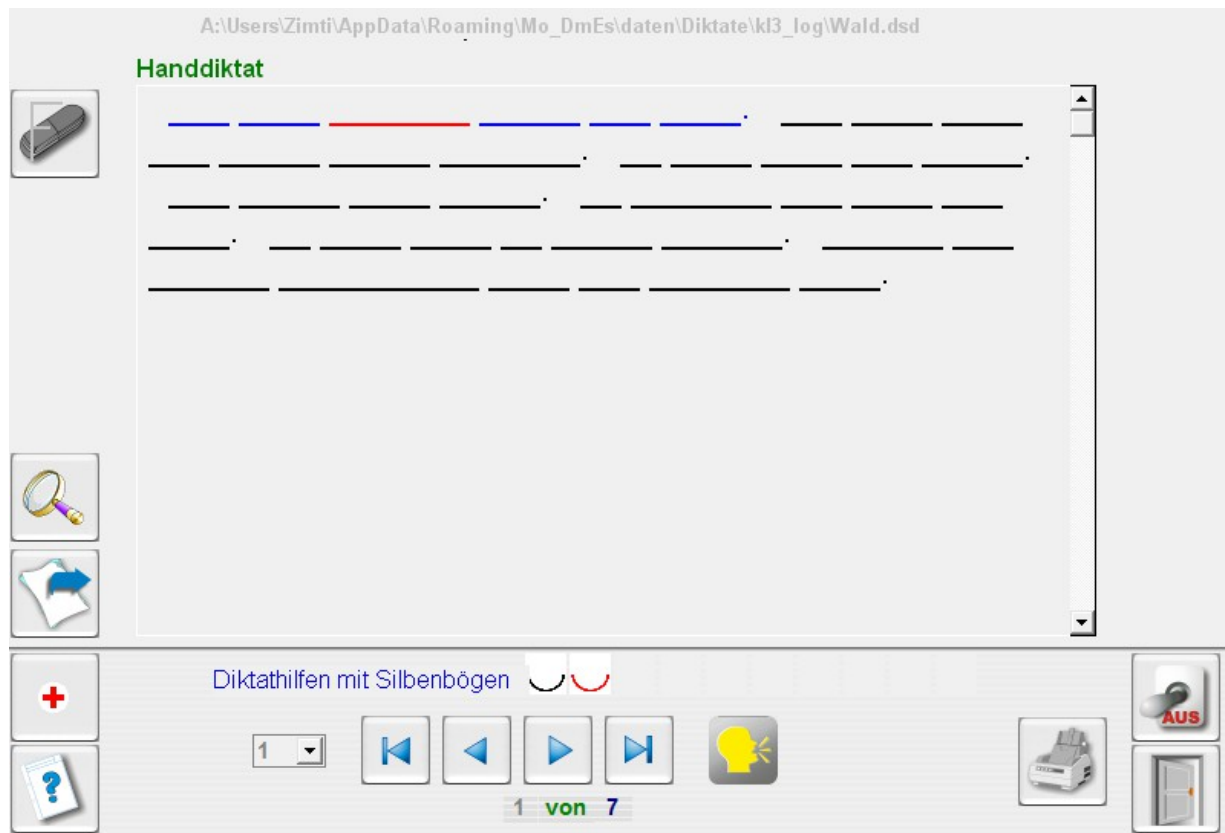 A:\Users\Zimti\AppData\Roaming\Mo_DmEs\daten\Diktate\kl3_log\Wald.dsd
Handdiktat
Diktathilfen mit Silbenbögen
AUS
1
1 von 7